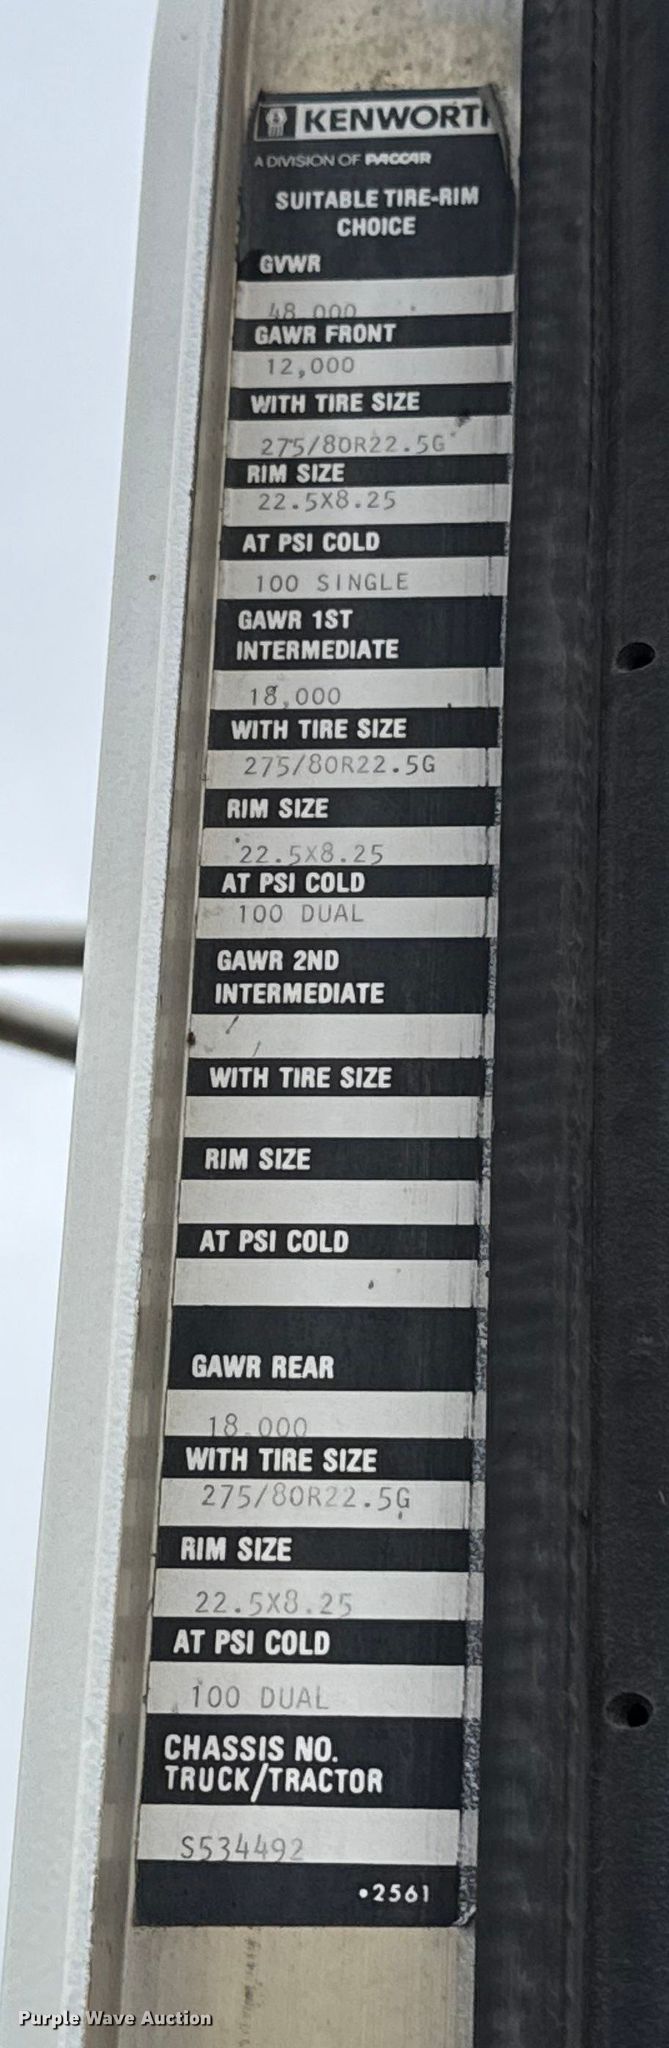 KENWORTH
A DIVISION OF PACCAR
SUITABLE TIRE-RIM
CHOICE
GVWR
48,000
GAWR FRONT
12,000
WITH TIRE SIZE
275/80R22.5G
RIM SIZE
22.5X8.25
AT PSI COLD
100 SINGLE
GAWR 1ST
INTERMEDIATE
18,000
WITH TIRE SIZE
275/80R22.5G
RIM SIZE
22.5X8.25
AT PSI COLD
100 DUAL
GAWR 2ND
INTERMEDIATE
WITH TIRE SIZE
RIM SIZE
AT PSI COLD
GAWR REAR
18,000
WITH TIRE SIZE
275/80R22.5G
RIM SIZE
22.5X8.25
AT PSI COLD
100 DUAL
CHASSIS NO.
TRUCK/TRACTOR
S534492
•2561
Purple Wave Auction